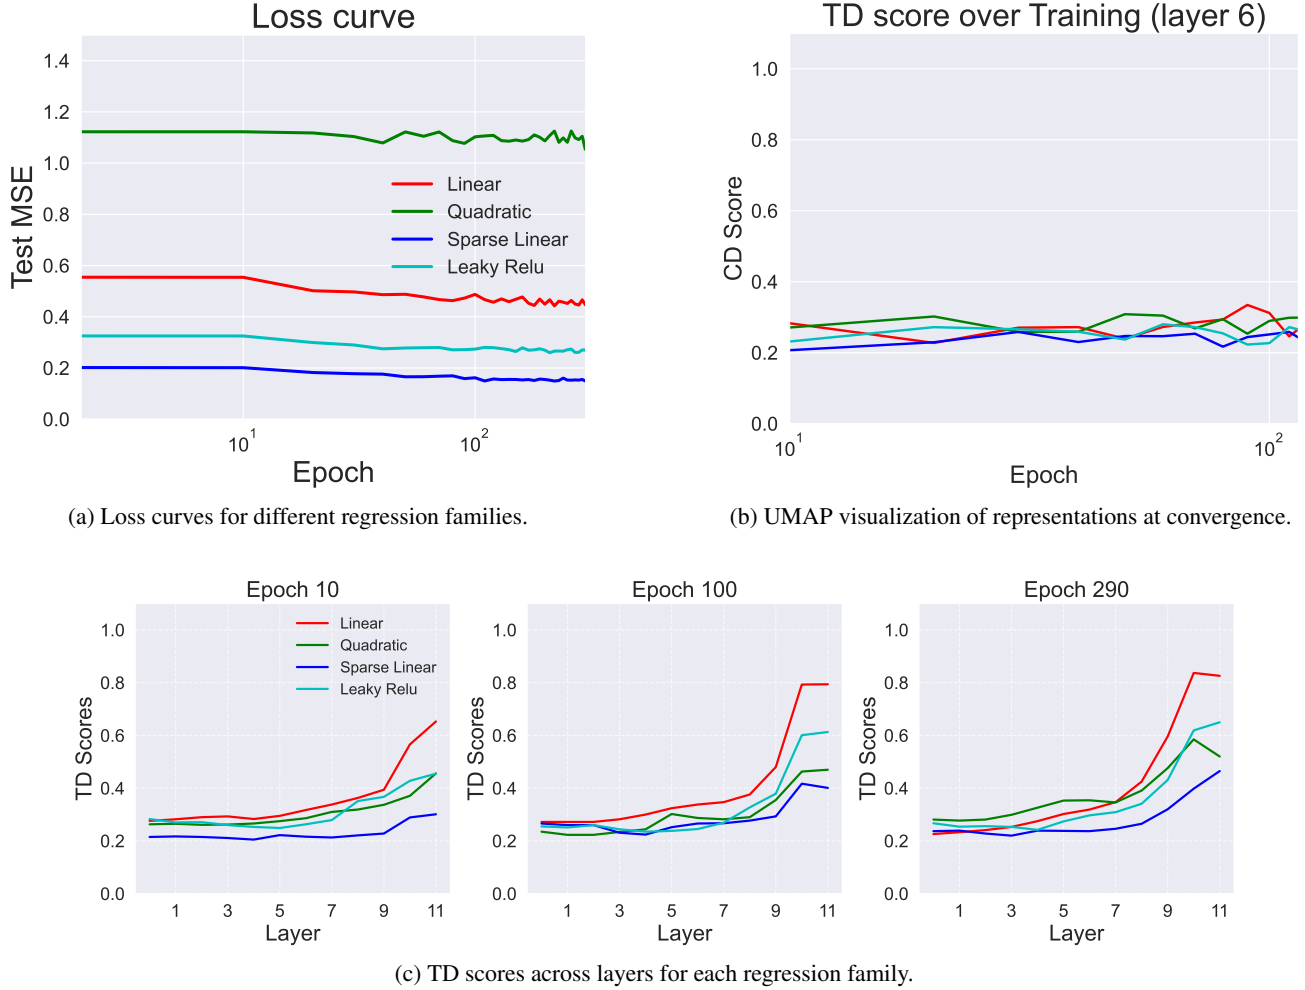 Loss curve
1.4
1.2
1.0
0.8
0.6
0.4
0.2
0.0
Test MSE
Linear
Quadratic
Sparse Linear
Leaky Relu
10^1
10^2
Epoch
(a) Loss curves for different regression families.
TD score over Training (layer 6)
1.0
0.8
0.6
0.4
0.2
0.0
CD Score
10^1
10^2
Epoch
(b) UMAP visualization of representations at convergence.
Epoch 10
1.0
0.8
0.6
0.4
0.2
0.0
TD Scores
Linear
Quadratic
Sparse Linear
Leaky Relu
1 3 5 7 9 11
Layer
Epoch 100
1.0
0.8
0.6
0.4
0.2
0.0
TD Scores
1 3 5 7 9 11
Layer
Epoch 290
1.0
0.8
0.6
0.4
0.2
0.0
TD Scores
1 3 5 7 9 11
Layer
(c) TD scores across layers for each regression family.